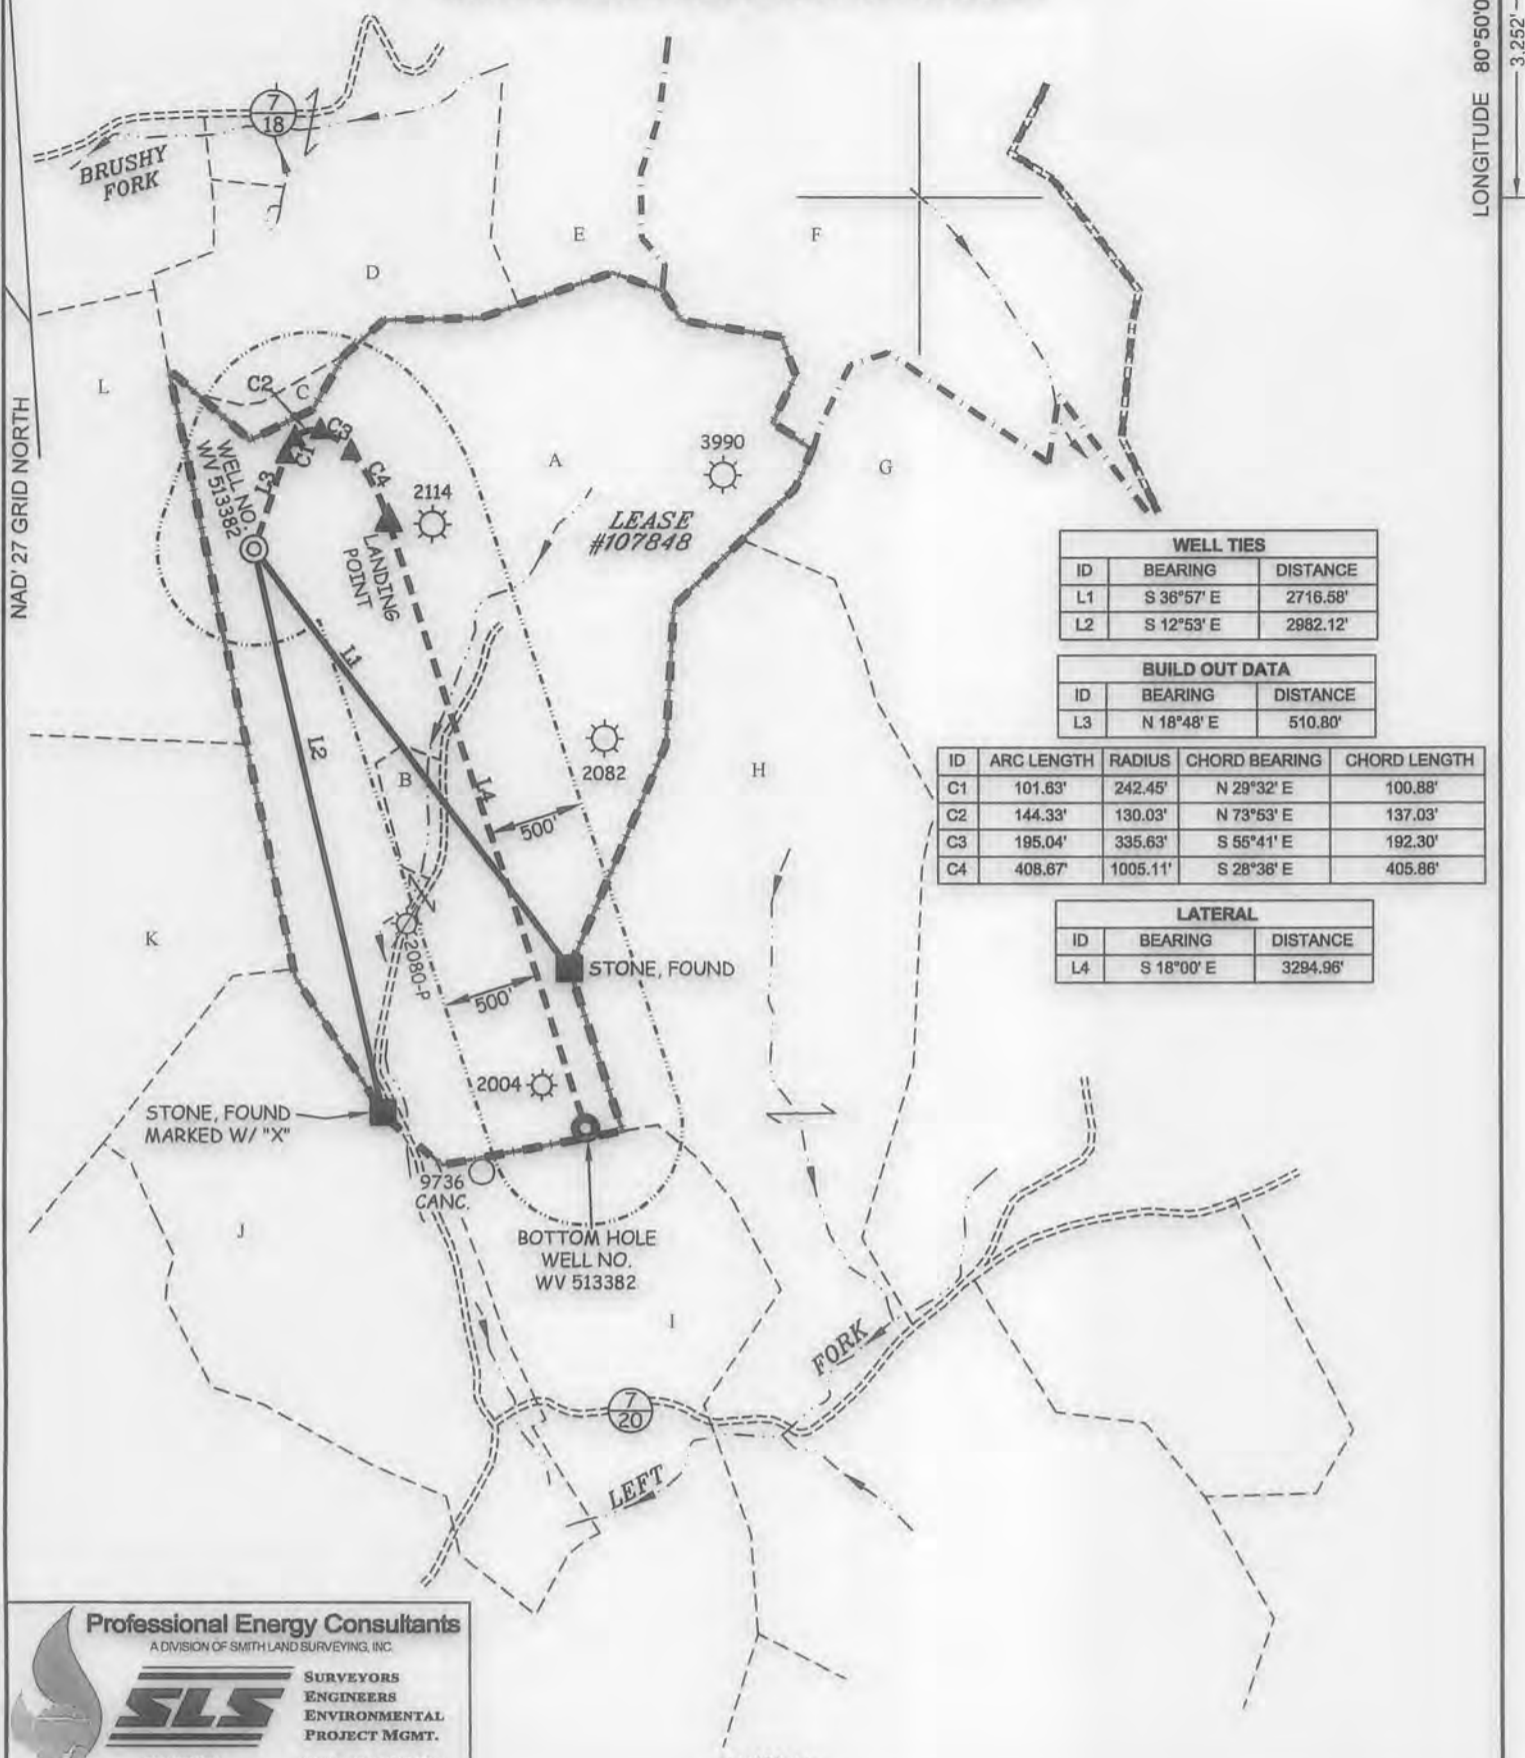 LONGITUDE 80°50'0
3,252'
NAD' 27 GRID NORTH
7
18
BRUSHY
FORK
E
F
D
L
C2
C
C1
C3
C4
L3
WELL NO.
WV 513382
A
2114
3990
G
LEASE
#107848
LANDING
POINT
L1
L2
L4
B
2082
H
500'
K
2080-P
STONE, FOUND
500'
2004
STONE, FOUND
MARKED W/ "X"
9736
CANC.
J
BOTTOM HOLE
WELL NO.
WV 513382
I
FORK
7
20
LEFT
WELL TIES
ID BEARING DISTANCE
L1 S 36°57' E 2716.58'
L2 S 12°53' E 2982.12'
BUILD OUT DATA
ID BEARING DISTANCE
L3 N 18°48' E 510.80'
ID ARC LENGTH RADIUS CHORD BEARING CHORD LENGTH
C1 101.63' 242.45' N 29°32' E 100.88'
C2 144.33' 130.03' N 73°53' E 137.03'
C3 195.04' 335.63' S 55°41' E 192.30'
C4 408.67' 1005.11' S 28°36' E 405.86'
LATERAL
ID BEARING DISTANCE
L4 S 18°00' E 3294.96'
Professional Energy Consultants
A DIVISION OF SMITH LAND SURVEYING, INC.
SLS
SURVEYORS
ENGINEERS
ENVIRONMENTAL
PROJECT MGMT.